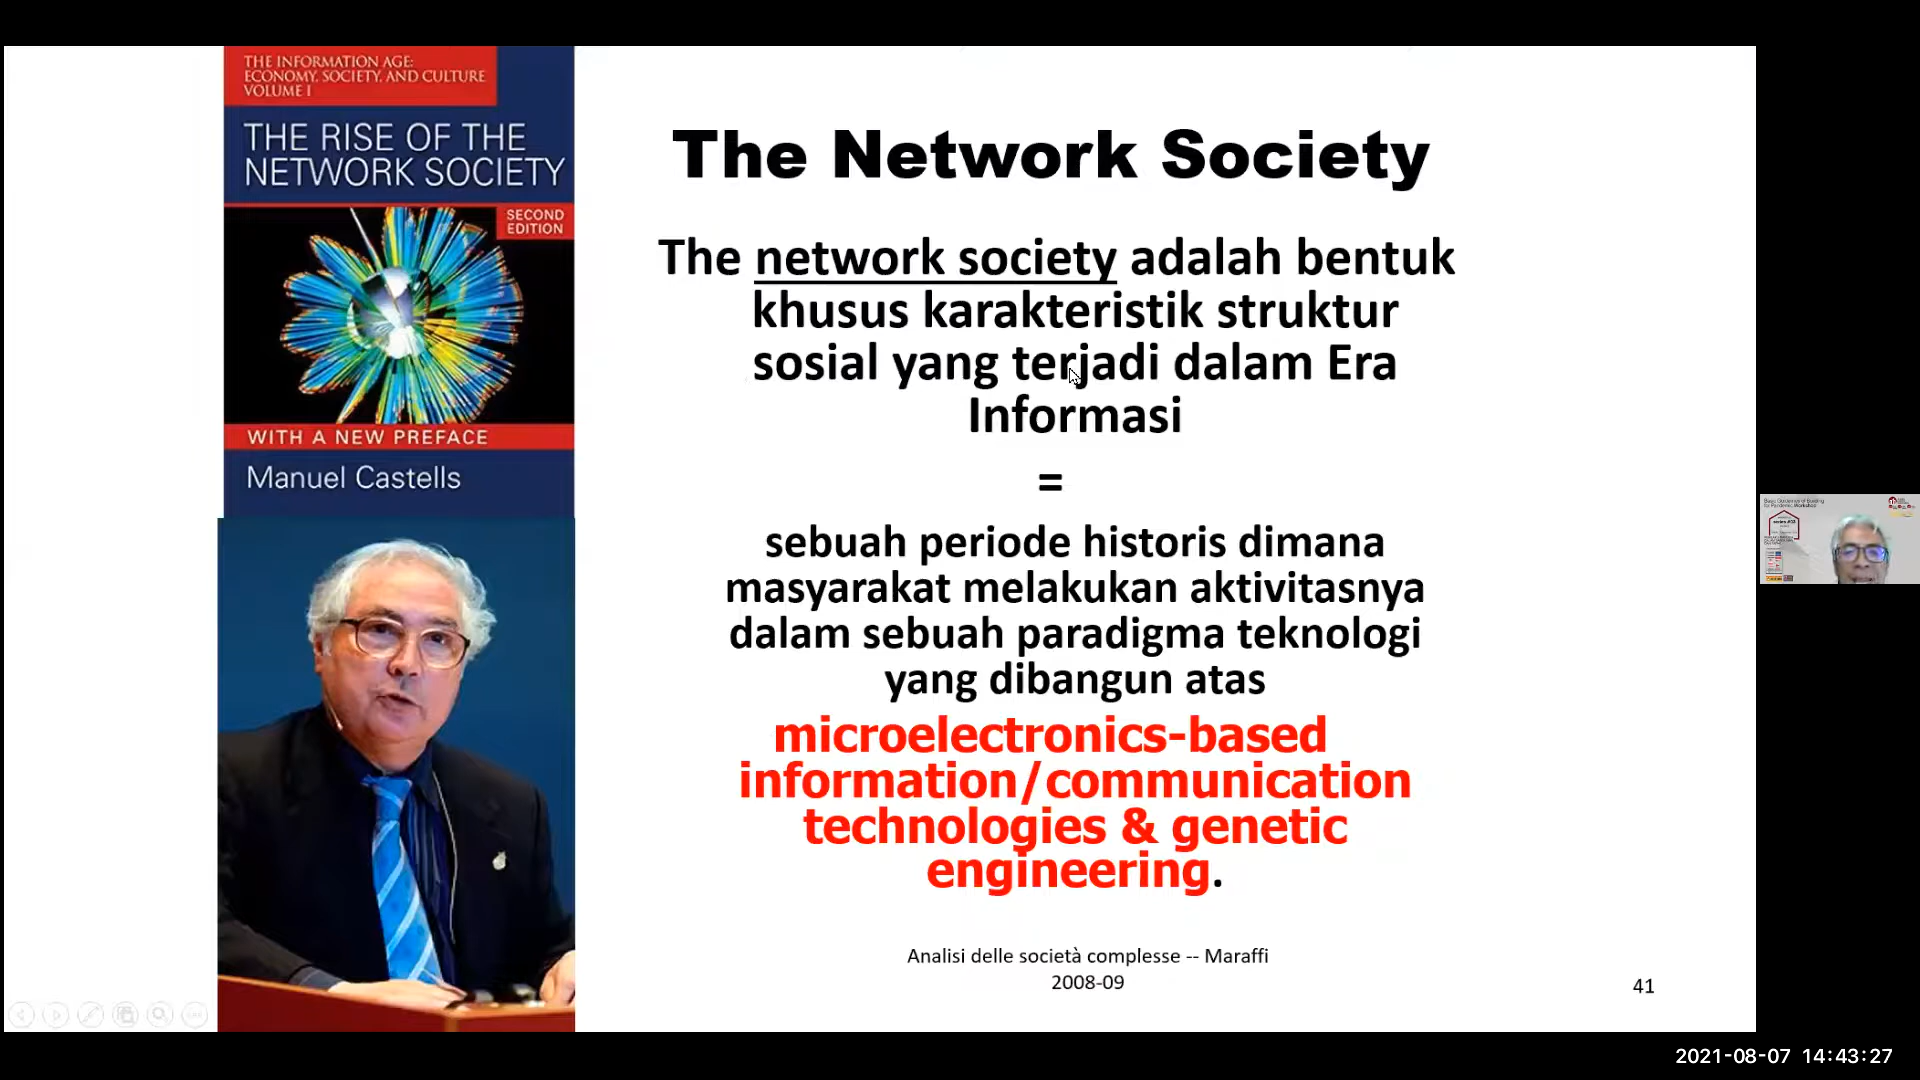 THE INFORMATION AGE:
ECONOMY, SOCIETY, AND CULTURE
VOLUME I
THE RISE OF THE
NETWORK SOCIETY
SECOND
EDITION
WITH A NEW PREFACE
Manuel Castells
The Network Society
The network society adalah bentuk
khusus karakteristik struktur
sosial yang terjadi dalam Era
Informasi
=
sebuah periode historis dimana
masyarakat melakukan aktivitasnya
dalam sebuah paradigma teknologi
yang dibangun atas
microelectronics-based
information/communication
technologies & genetic
engineering.
Analisi delle società complesse -- Maraffi
2008-09
41
2021-08-07 14:43:27